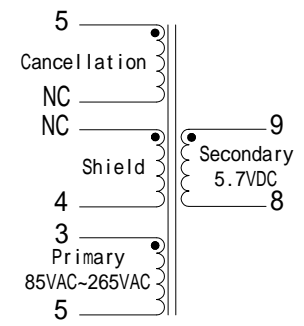 5
Cancellation
NC
NC
Shield
4
3
Primary
85VAC~265VAC
5
9
Secondary
5.7VDC
8